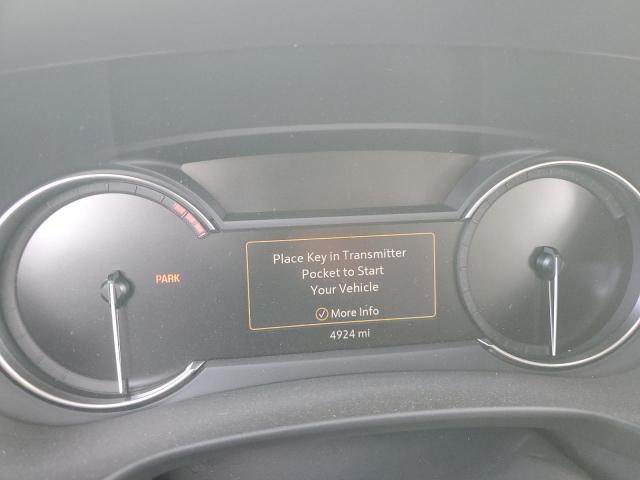 PARK
Place Key in Transmitter
Pocket to Start
Your Vehicle
More Info
4924 mi